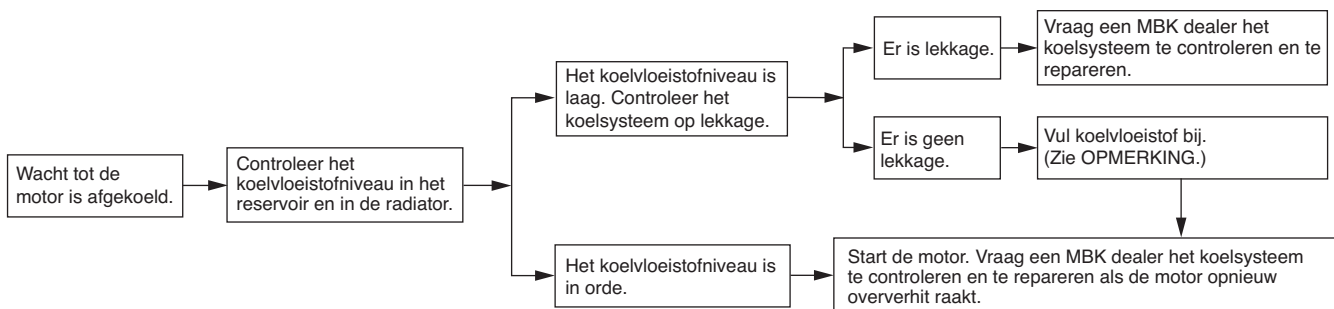 Wacht tot de
motor is afgekoeld.
Controleer het
koelvloeistofniveau in het
reservoir en in de radiator.
Het koelvloeistofniveau is
laag. Controleer het
koelsysteem op lekkage.
Er is lekkage.
Vraag een MBK dealer het
koelsysteem te controleren en te
repareren.
Er is geen
lekkage.
Vul koelvloeistof bij.
(Zie OPMERKING.)
Het koelvloeistofniveau is
in orde.
Start de motor. Vraag een MBK dealer het koelsysteem
te controleren en te repareren als de motor opnieuw
oververhit raakt.